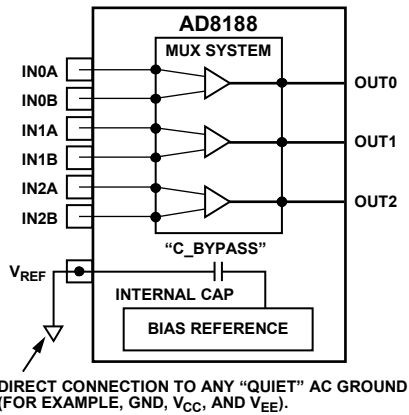 AD8188
MUX SYSTEM
IN0A
IN0B
IN1A
IN1B
IN2A
IN2B
OUT0
OUT1
OUT2
"C_BYPASS"
VREF
INTERNAL CAP
BIAS REFERENCE
DIRECT CONNECTION TO ANY "QUIET" AC GROUND
(FOR EXAMPLE, GND, VCC, AND VEE).